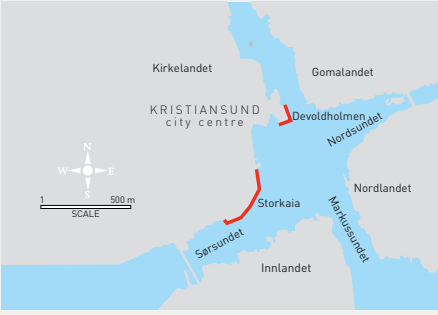 Kirkelandet
Gomalandet
KRISTIANSUND
city centre
Devoldholmen
Nordsundet
N
W E
S
1 500 m
SCALE
Nordlandet
Storkaia
Markussundet
Sørsundet
Innlandet